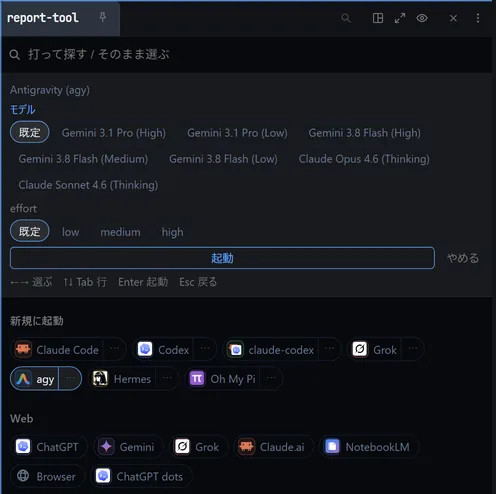 report-tool
打って探す / そのまま選ぶ
Antigravity (agy)
モデル
既定 Gemini 3.1 Pro (High) Gemini 3.1 Pro (Low) Gemini 3.8 Flash (High)
Gemini 3.8 Flash (Medium) Gemini 3.8 Flash (Low) Claude Opus 4.6 (Thinking)
Claude Sonnet 4.6 (Thinking)
effort
既定 low medium high
起動 やめる
←→ 選ぶ ↑↓ Tab 行 Enter 起動 Esc 戻る
新規に起動
Claude Code ... Codex ... claude-codex ... Grok ...
agy ... Hermes ... Oh My Pi ...
Web
ChatGPT Gemini Grok Claude.ai NotebookLM
Browser ChatGPT dots